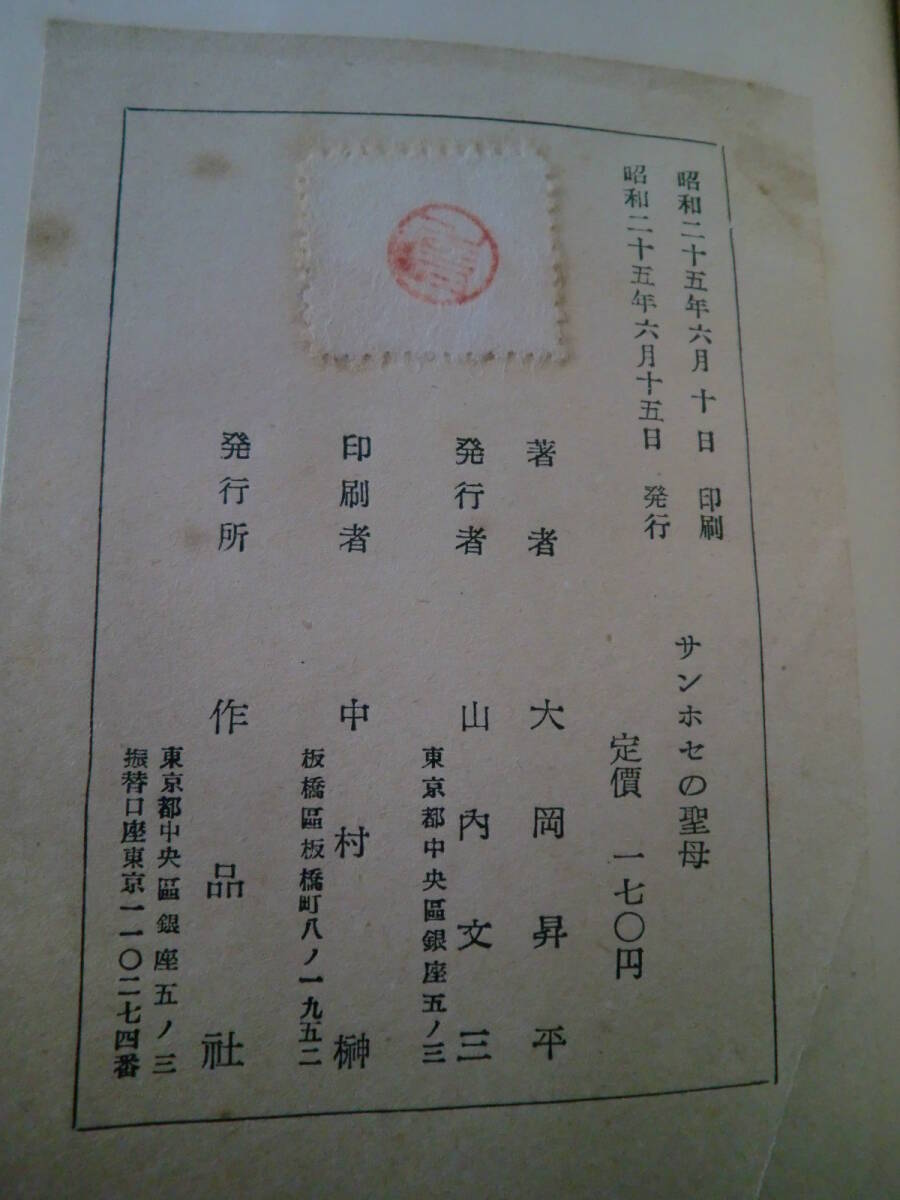 昭和二十五年六月十日 印刷
昭和二十五年六月十五日 発行
サンホセの聖母
定價 一七〇円
著者 大岡昇平
発行者 山内文三
東京都中央區銀座五ノ三
印刷者 中村榊
板橋區板橋町八ノ一九五二
発行所 作品社
東京都中央區銀座五ノ三
振替口座東京一一〇二七四番